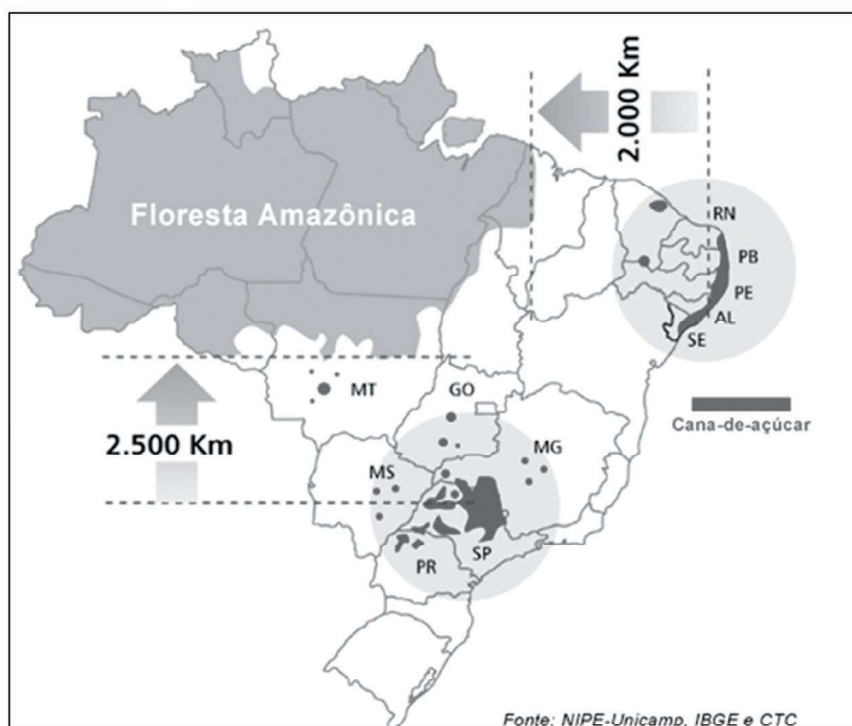 2.000 Km
Floresta Amazônica
RN
PB
PE
AL
SE
MT
GO
Cana-de-açúcar
2.500 Km
MG
MS
SP
PR
Fonte: NIPE-Unicamp, IBGE e CTC